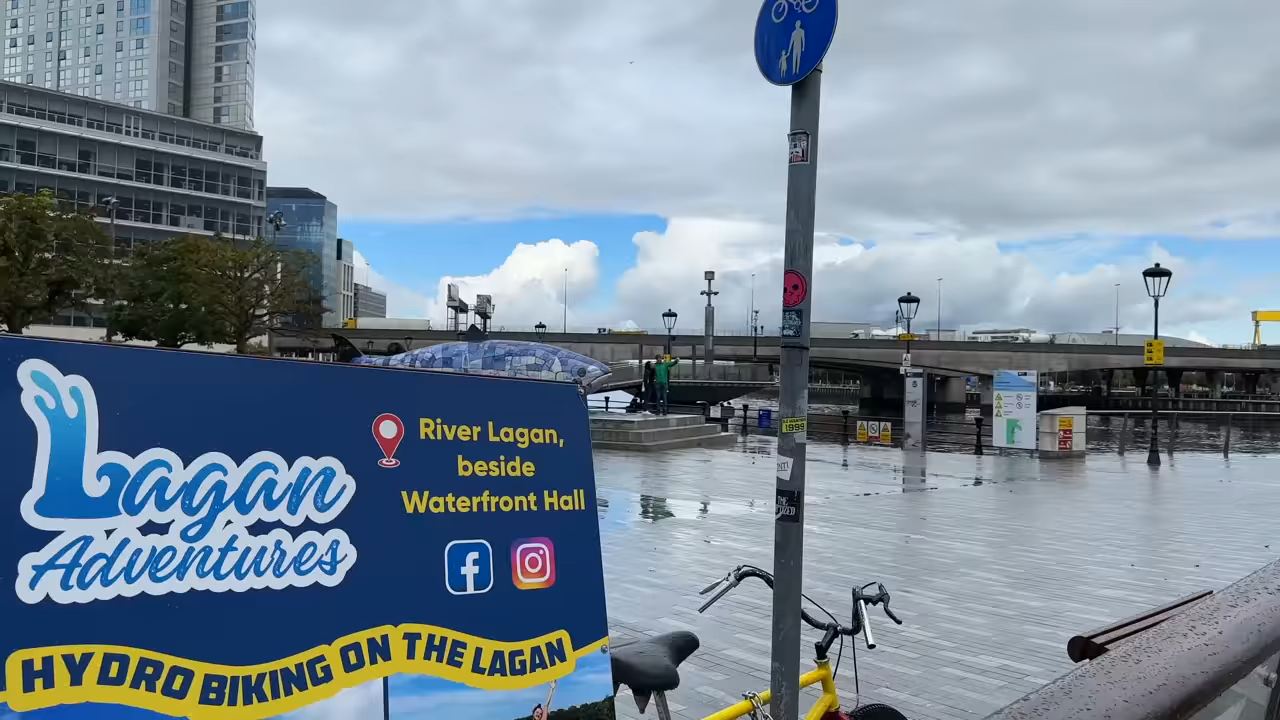 Lagan
Adventures
River Lagan,
beside
Waterfront Hall
HYDRO BIKING ON THE LAGAN
1999